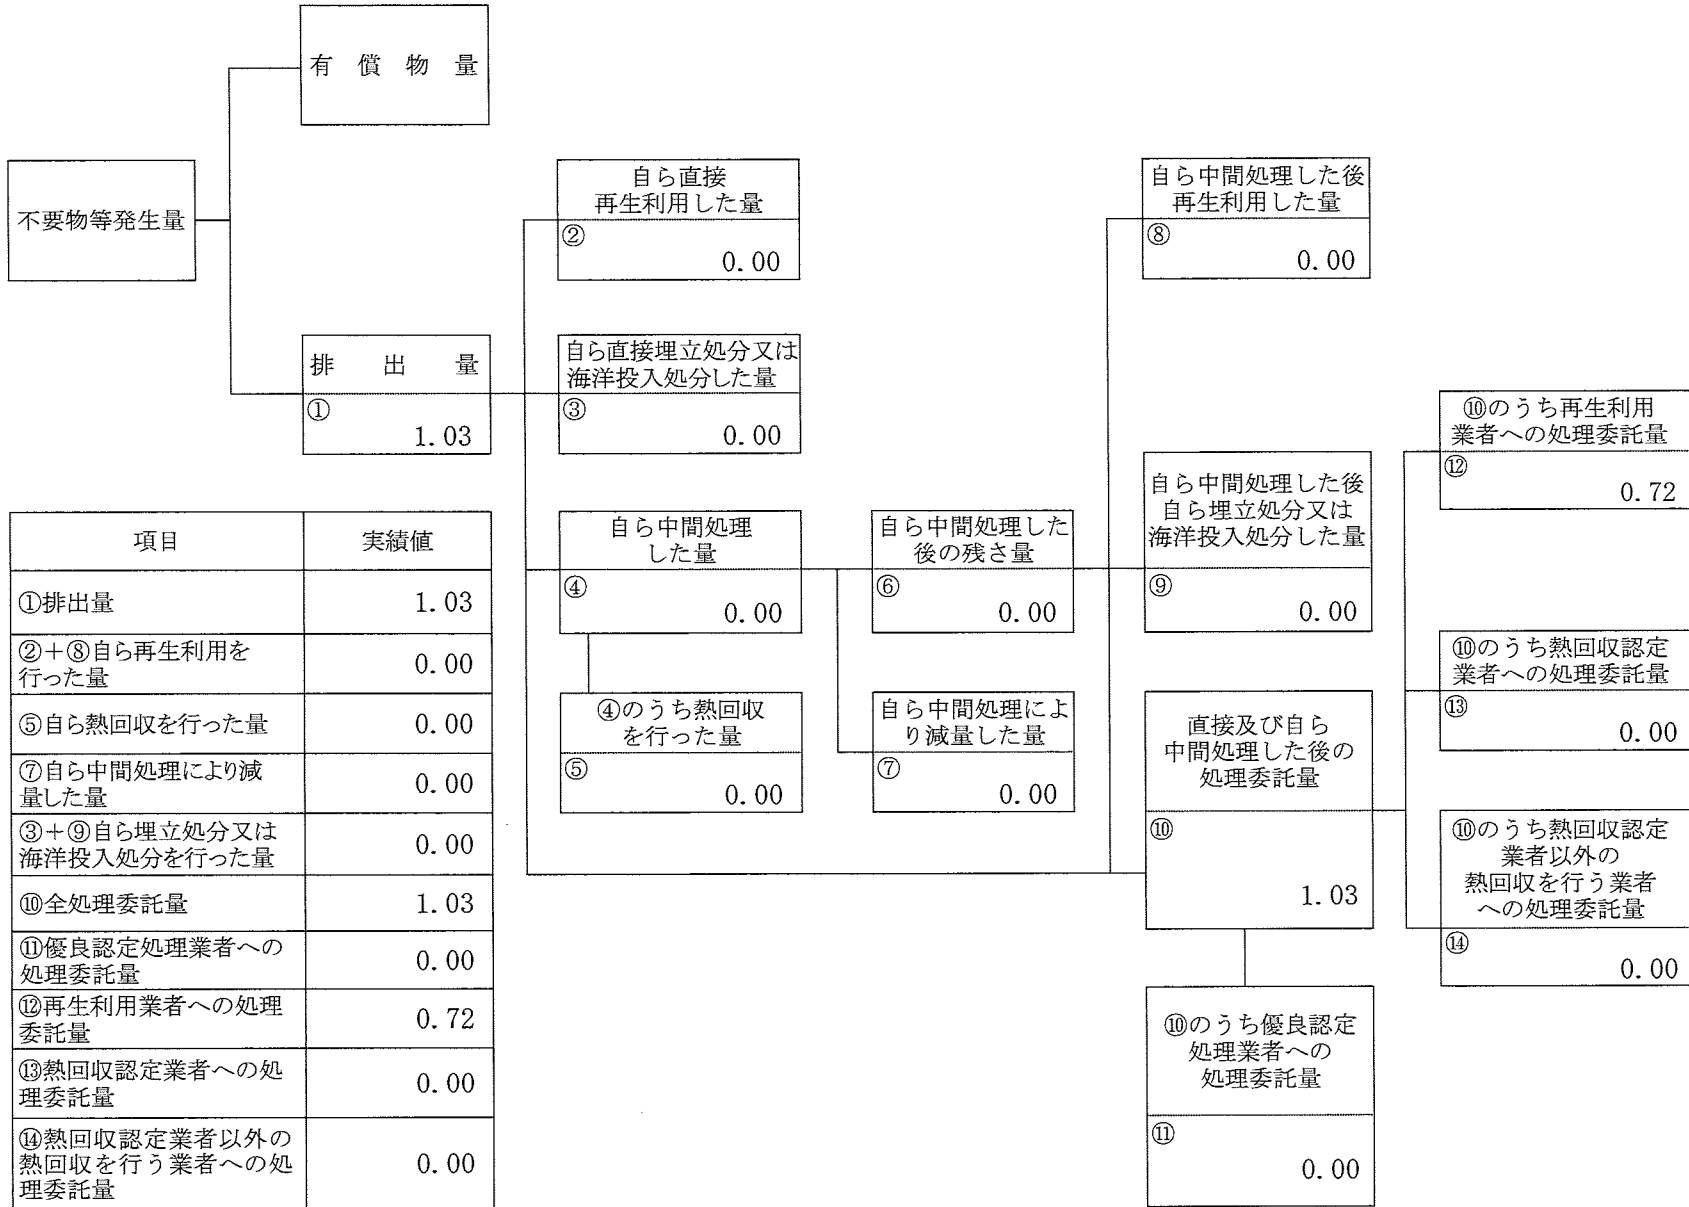 有償物量
不要物等発生量
自ら直接
再生利用した量
②
0.00
自ら中間処理した後
再生利用した量
⑧
0.00
排出量
①
1.03
自ら直接埋立処分又は
海洋投入処分した量
③
0.00
⑩のうち再生利用
業者への処理委託量
⑫
0.72
自ら中間処理
した量
④
0.00
自ら中間処理した
後の残さ量
⑥
0.00
自ら中間処理した後
自ら埋立処分又は
海洋投入処分した量
⑨
0.00
⑩のうち熱回収認定
業者への処理委託量
⑬
0.00
④のうち熱回収
を行った量
⑤
0.00
自ら中間処理によ
り減量した量
⑦
0.00
直接及び自ら
中間処理した後の
処理委託量
⑩
1.03
⑩のうち熱回収認定
業者以外の
熱回収を行う業者
への処理委託量
⑭
0.00
⑩のうち優良認定
処理業者への
処理委託量
⑪
0.00
項目 実績値
①排出量 1.03
②+⑧自ら再生利用を
行った量 0.00
⑤自ら熱回収を行った量 0.00
⑦自ら中間処理により減
量した量 0.00
③+⑨自ら埋立処分又は
海洋投入処分を行った量 0.00
⑩全処理委託量 1.03
⑪優良認定処理業者への
処理委託量 0.00
⑫再生利用業者への処理
委託量 0.72
⑬熱回収認定業者への処
理委託量 0.00
⑭熱回収認定業者以外の
熱回収を行う業者への処
理委託量 0.00